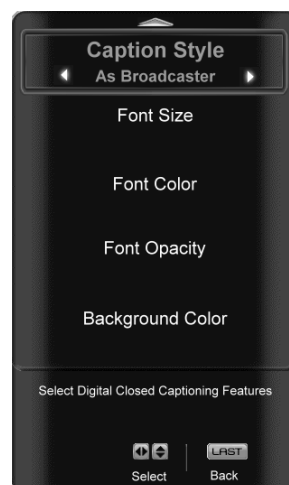 Caption Style
As Broadcaster
Font Size
Font Color
Font Opacity
Background Color
Select Digital Closed Captioning Features
LAST
Select
Back